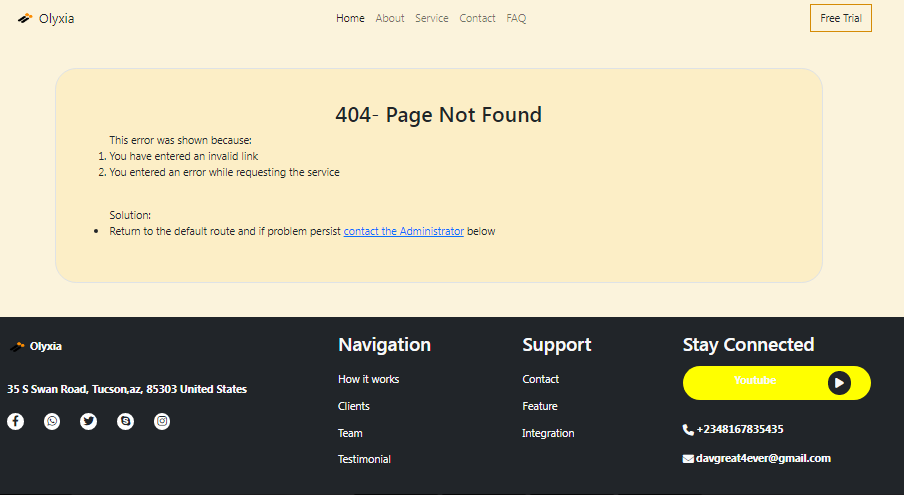 Olyxia
Home About Service Contact FAQ
Free Trial
404- Page Not Found
This error was shown because:
1. You have entered an invalid link
2. You entered an error while requesting the service
Solution:
• Return to the default route and if problem persist contact the Administrator below
Olyxia
35 S Swan Road, Tucson,az, 85303 United States
Navigation
How it works
Clients
Team
Testimonial
Support
Contact
Feature
Integration
Stay Connected
Youtube
+2348167835435
davgreat4ever@gmail.com